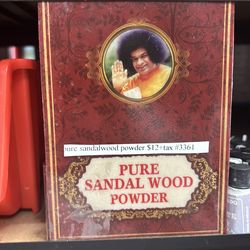 pure sandalwood powder $12+tax #3361
PURE
SANDAL WOOD
POWDER